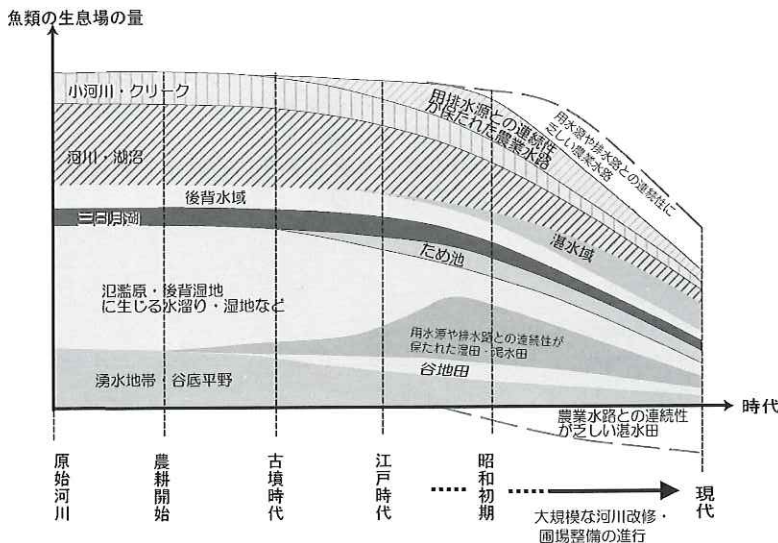 魚類の生息場の量
小河川・クリーク
用排水源との連続性
が保たれた農業水路
用水源や排水路との連続性に
乏しい農業水路
河川・湖沼
後背水域
三日月湖
湛水域
ため池
氾濫原・後背湿地
に生じる水溜り・湿地など
用水源や排水路との連続性が
保たれた湿田・乾水田
谷地田
湧水地帯・谷底平野
時代
農業水路との連続性
が乏しい湛水田
原始河川
農耕開始
古墳時代
江戸時代
昭和初期
現代
大規模な河川改修・
圃場整備の進行